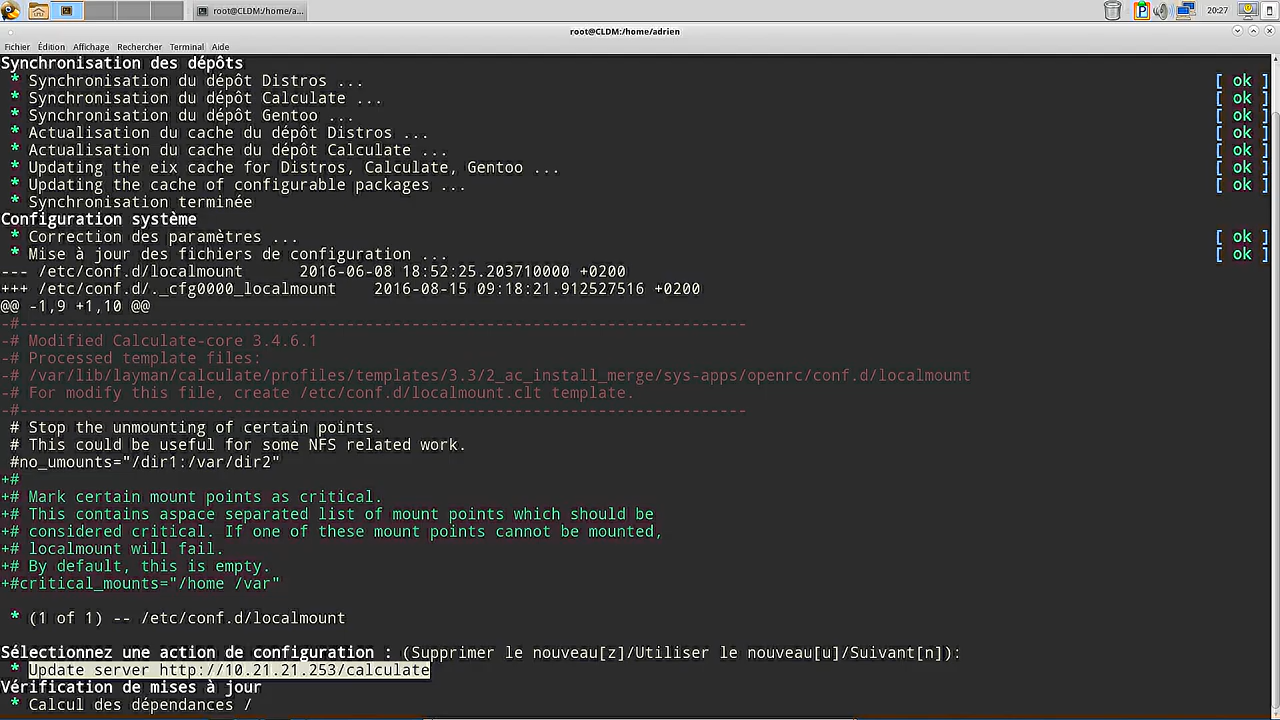 root@CLDM:/home/a...
20:27
root@CLDM:/home/adrien
Fichier Édition Affichage Rechercher Terminal Aide
Synchronisation des dépôts
* Synchronisation du dépôt Distros ... [ ok ]
* Synchronisation du dépôt Calculate ... [ ok ]
* Synchronisation du dépôt Gentoo ... [ ok ]
* Actualisation du cache du dépôt Distros ... [ ok ]
* Actualisation du cache du dépôt Calculate ... [ ok ]
* Updating the eix cache for Distros, Calculate, Gentoo ... [ ok ]
* Updating the cache of configurable packages ... [ ok ]
* Synchronisation terminée
Configuration système
* Correction des paramètres ... [ ok ]
* Mise à jour des fichiers de configuration ... [ ok ]
--- /etc/conf.d/localmount 2016-06-08 18:52:25.203710000 +0200
+++ /etc/conf.d/._cfg0000_localmount 2016-08-15 09:18:21.912527516 +0200
@@ -1,9 +1,10 @@
-#------------------------------------------------------------------------------
-# Modified Calculate-core 3.4.6.1
-# Processed template files:
-# /var/lib/layman/calculate/profiles/templates/3.3/2_ac_install_merge/sys-apps/openrc/conf.d/localmount
-# For modify this file, create /etc/conf.d/localmount.clt template.
-#------------------------------------------------------------------------------
# Stop the unmounting of certain points.
# This could be useful for some NFS related work.
#no_umounts="/dir1:/var/dir2"
+#
+# Mark certain mount points as critical.
+# This contains aspace separated list of mount points which should be
+# considered critical. If one of these mount points cannot be mounted,
+# localmount will fail.
+# By default, this is empty.
+#critical_mounts="/home /var"
* (1 of 1) -- /etc/conf.d/localmount
Sélectionnez une action de configuration : (Supprimer le nouveau[z]/Utiliser le nouveau[u]/Suivant[n]):
* Update server http://10.21.21.253/calculate
Vérification de mises à jour
* Calcul des dépendances /